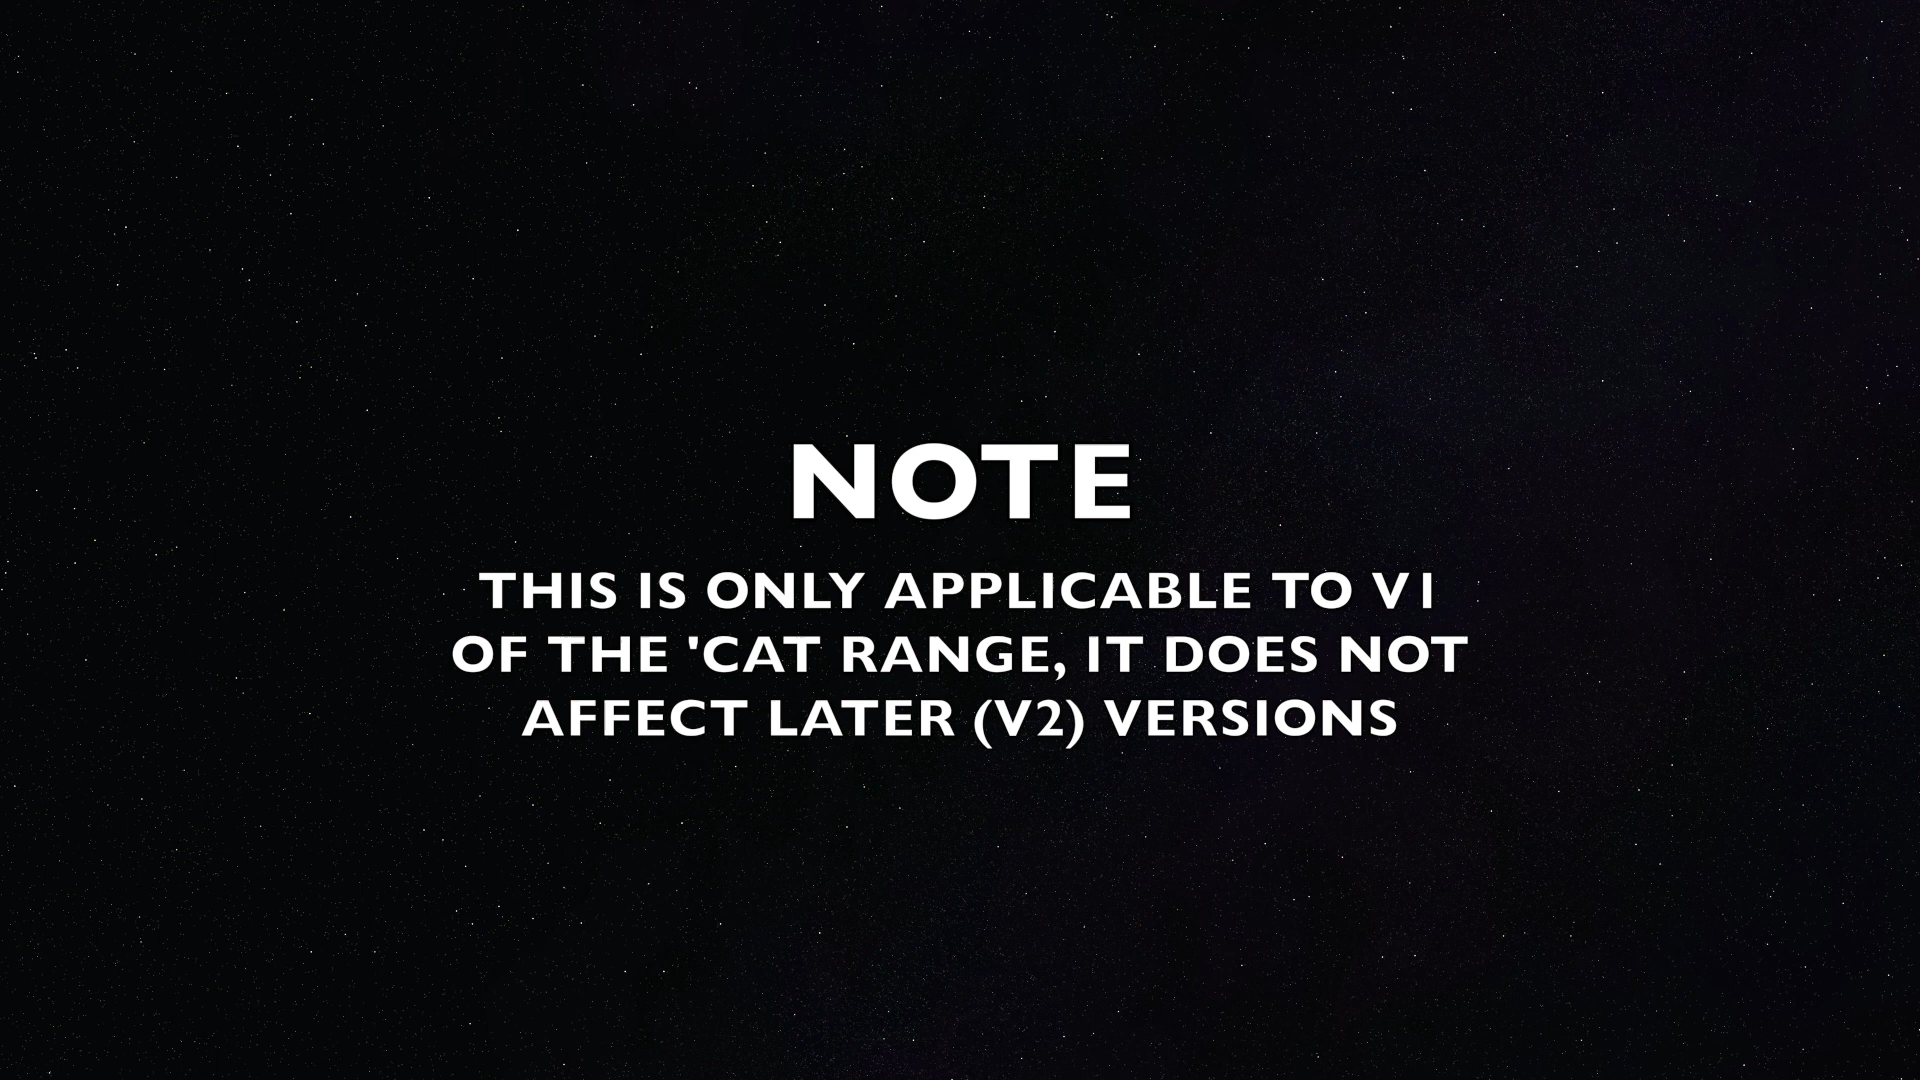 NOTE
THIS IS ONLY APPLICABLE TO V1
OF THE 'CAT RANGE, IT DOES NOT
AFFECT LATER (V2) VERSIONS